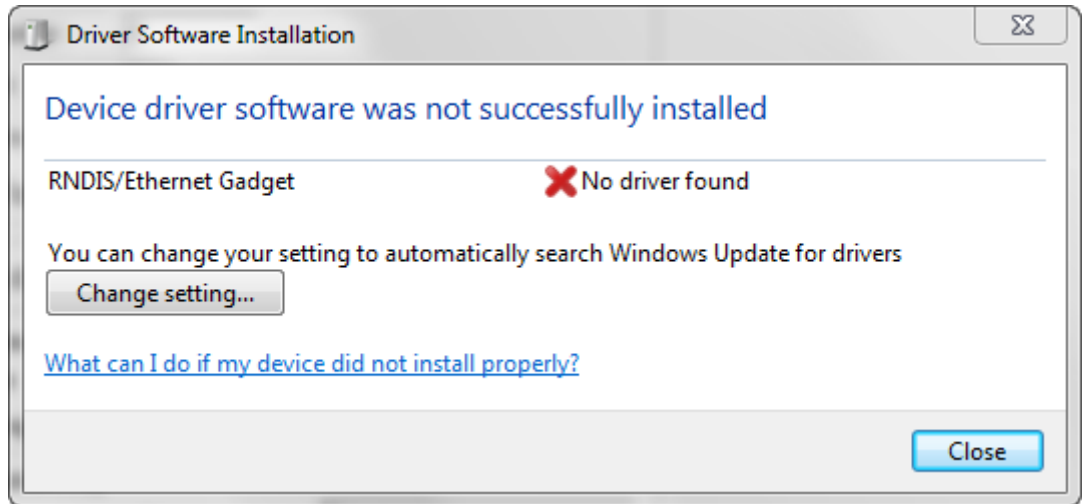 Driver Software Installation
Device driver software was not successfully installed
RNDIS/Ethernet Gadget No driver found
You can change your setting to automatically search Windows Update for drivers
Change setting...
What can I do if my device did not install properly?
Close